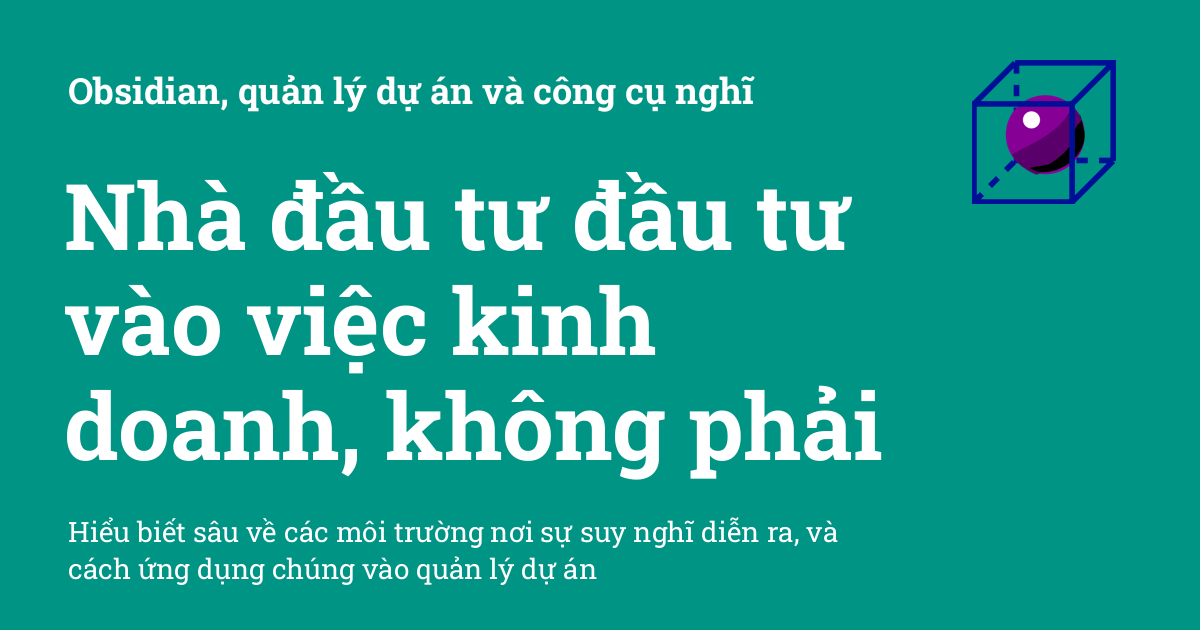 Obsidian, quản lý dự án và công cụ nghĩ
Nhà đầu tư đầu tư
vào việc kinh
doanh, không phải
Hiểu biết sâu về các môi trường nơi sự suy nghĩ diễn ra, và
cách ứng dụng chúng vào quản lý dự án